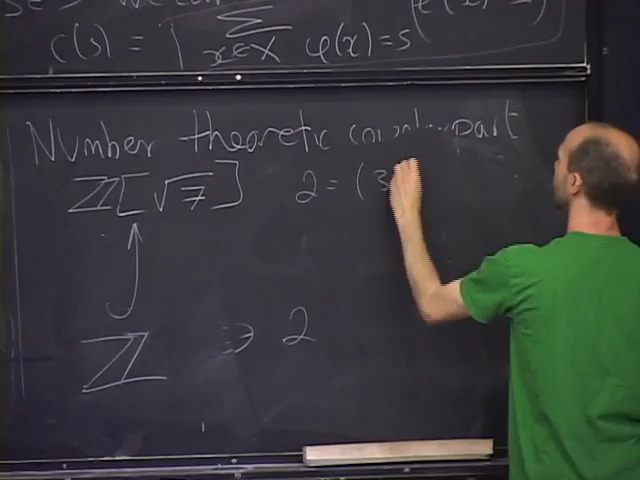 C(s) = Σ
x∈X φ(x)=s
Number theoretic counterpart
ℤ[√7] 2 = (3
ℤ ∋ 2